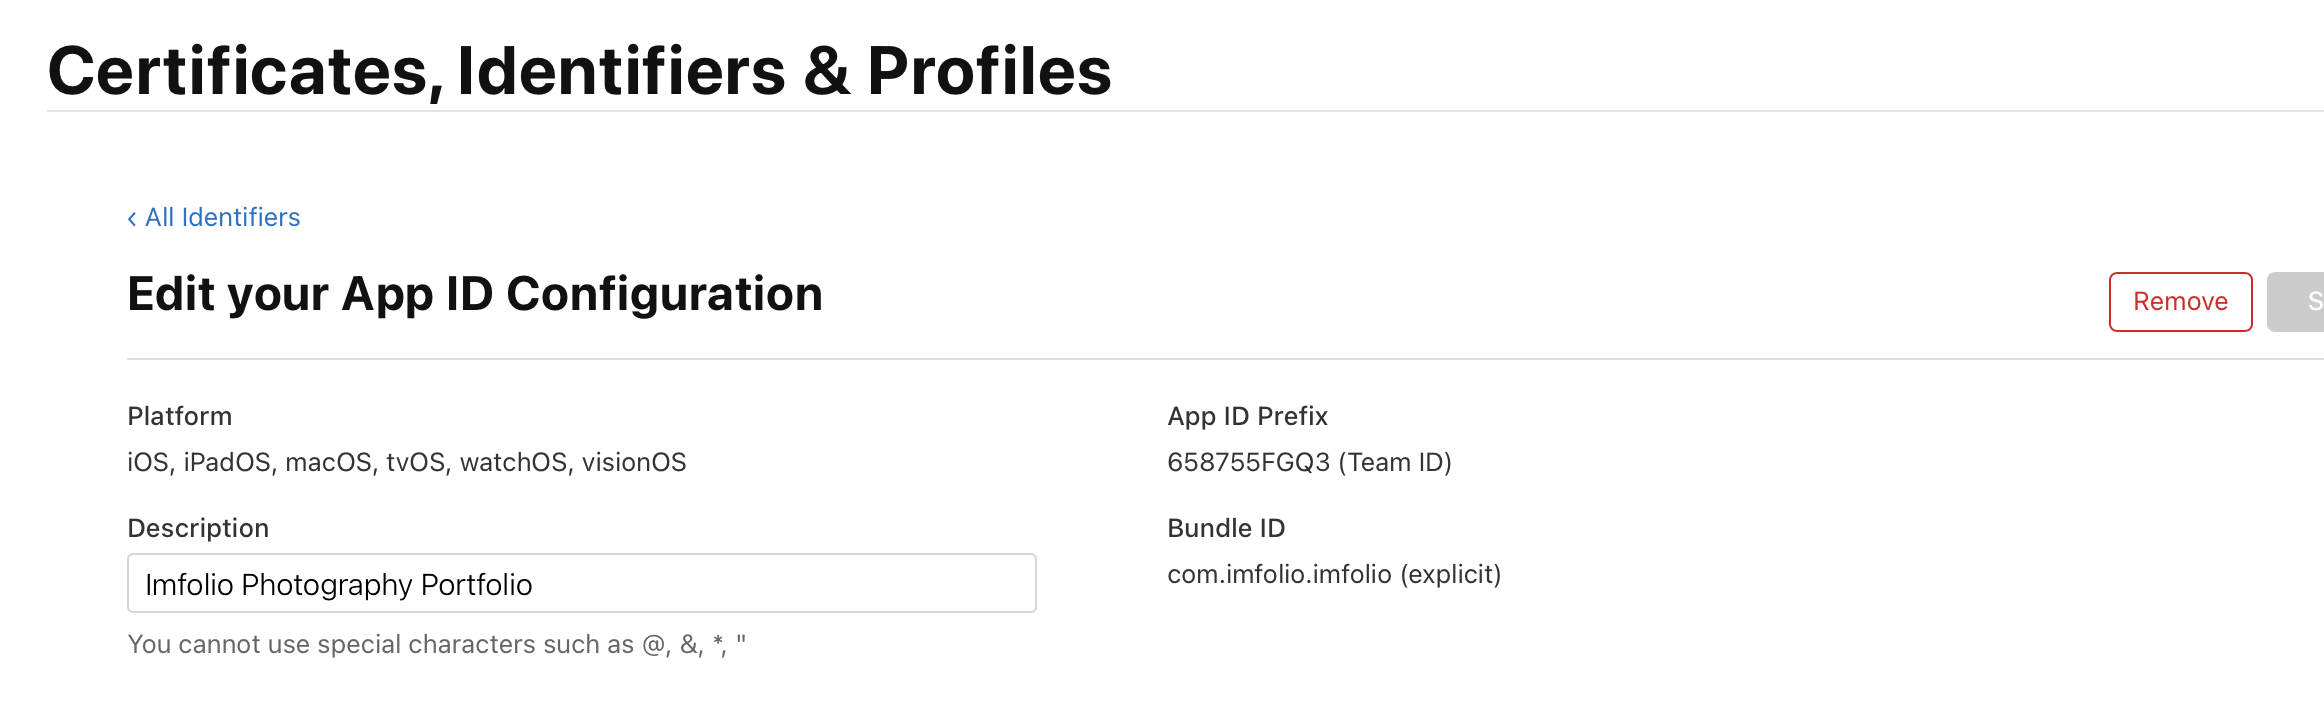 Certificates, Identifiers & Profiles
‹ All Identifiers
Edit your App ID Configuration
Remove
Platform
iOS, iPadOS, macOS, tvOS, watchOS, visionOS
App ID Prefix
658755FGQ3 (Team ID)
Description
Imfolio Photography Portfolio
You cannot use special characters such as @, &, *, "
Bundle ID
com.imfolio.imfolio (explicit)